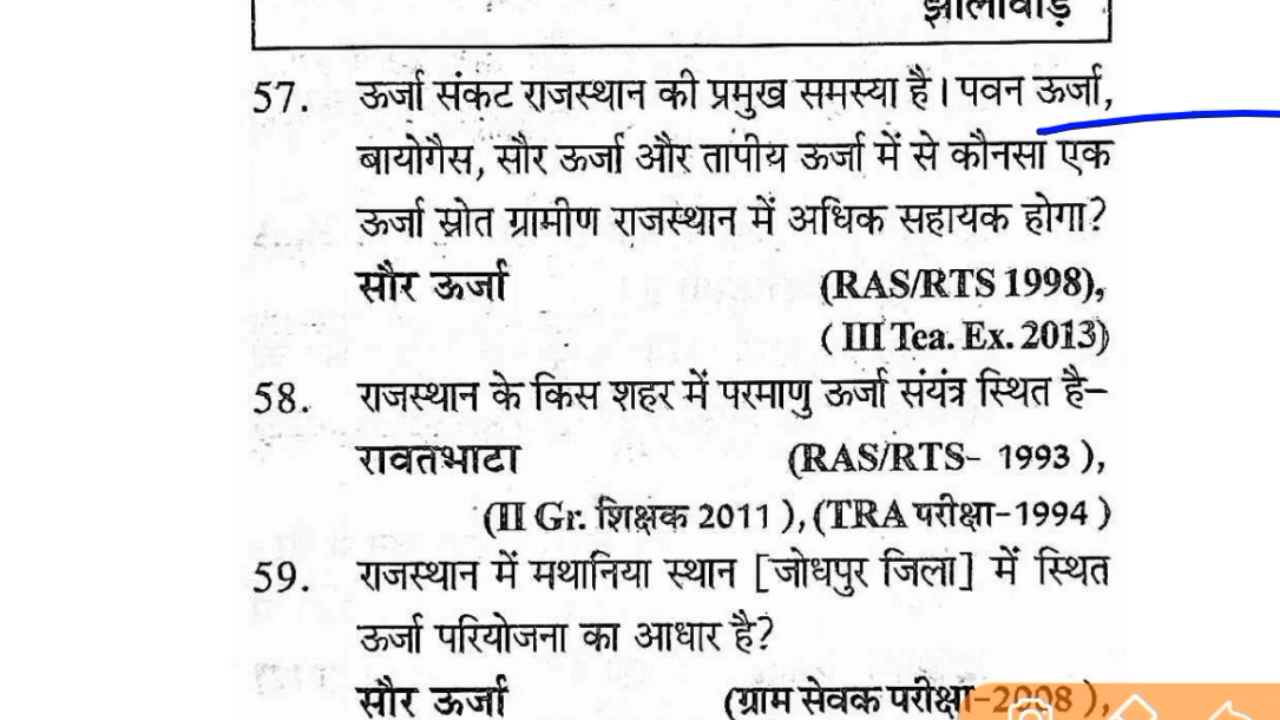 झालावाड़
57. ऊर्जा संकट राजस्थान की प्रमुख समस्या है। पवन ऊर्जा,
बायोगैस, सौर ऊर्जा और तापीय ऊर्जा में से कौनसा एक
ऊर्जा स्रोत ग्रामीण राजस्थान में अधिक सहायक होगा?
सौर ऊर्जा (RAS/RTS 1998),
( III Tea. Ex. 2013)
58. राजस्थान के किस शहर में परमाणु ऊर्जा संयंत्र स्थित है–
रावतभाटा (RAS/RTS- 1993 ),
(II Gr. शिक्षक 2011 ), (TRA परीक्षा-1994 )
59. राजस्थान में मथानिया स्थान [जोधपुर जिला] में स्थित
ऊर्जा परियोजना का आधार है?
सौर ऊर्जा (ग्राम सेवक परीक्षा-2008 ),